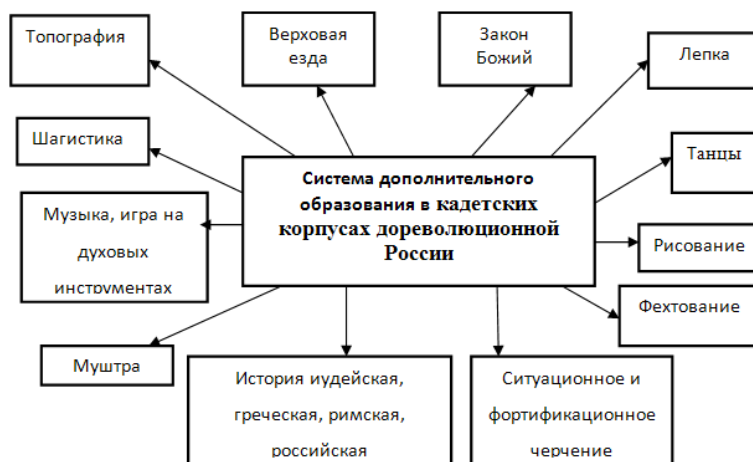 Топография
Верховая
езда
Закон
Божий
Лепка
Шагистика
Танцы
Система дополнительного
образования в кадетских
корпусах дореволюционной
России
Музыка, игра на
духовых
инструментах
Рисование
Фехтование
Муштра
История иудейская,
греческая, римская,
российская
Ситуационное и
фортификационное
черчение